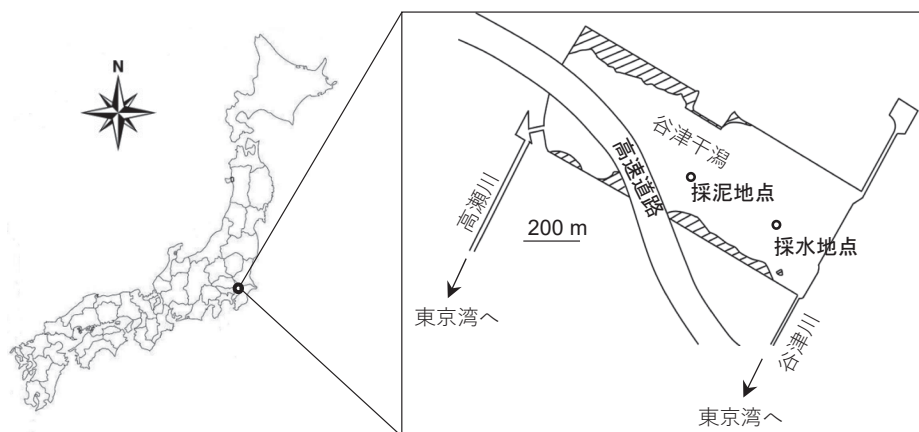 N
谷津干潟
高速道路
採泥地点
高瀬川
200 m
採水地点
東京湾へ
谷津川
東京湾へ